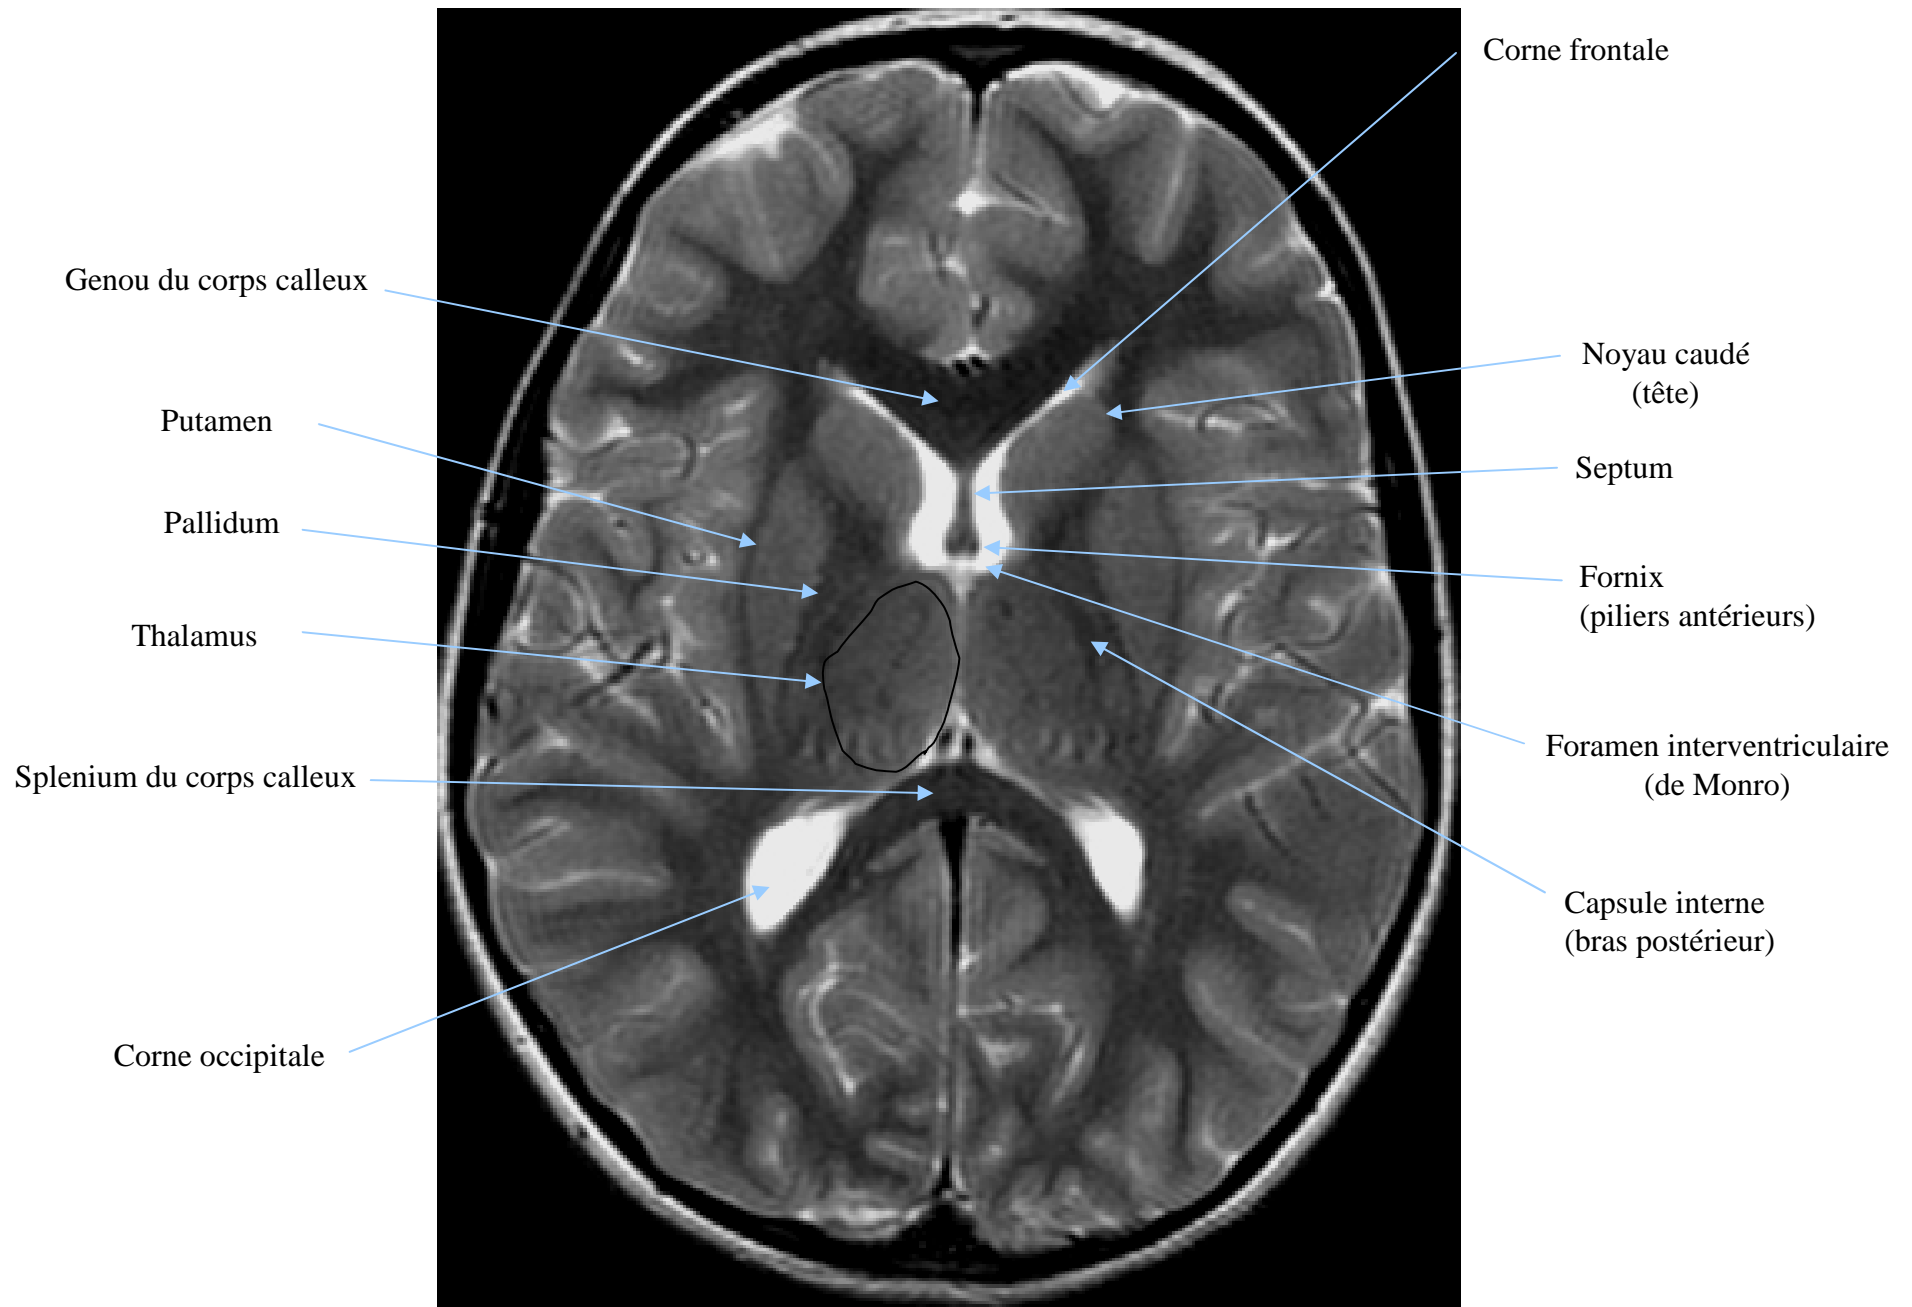 Corne frontale
Genou du corps calleux
Noyau caudé
(tête)
Putamen
Septum
Pallidum
Fornix
(piliers antérieurs)
Thalamus
Foramen interventriculaire
(de Monro)
Splenium du corps calleux
Capsule interne
(bras postérieur)
Corne occipitale